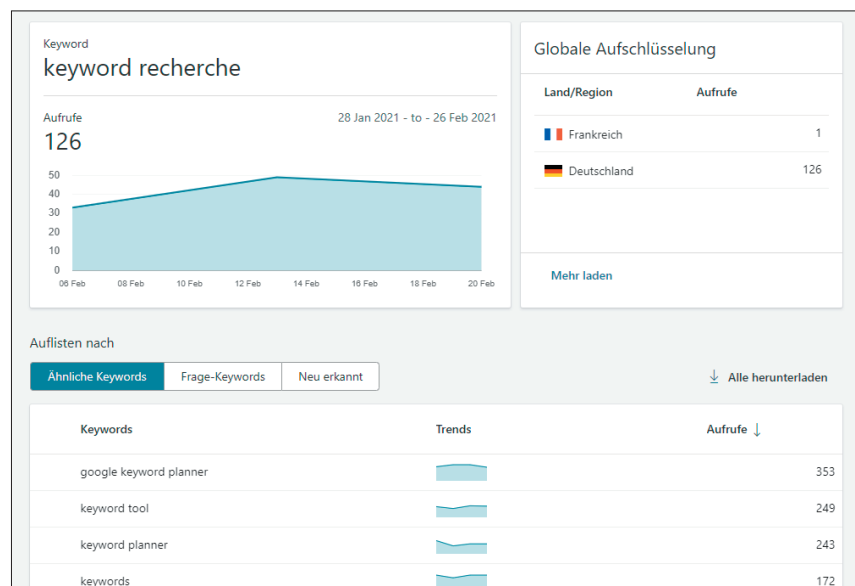 Keyword
keyword recherche
Aufrufe
28 Jan 2021 - to - 26 Feb 2021
126
50
40
30
20
10
0
06 Feb 08 Feb 10 Feb 12 Feb 14 Feb 16 Feb 18 Feb 20 Feb
Globale Aufschlüsselung
Land/Region Aufrufe
Frankreich 1
Deutschland 126
Mehr laden
Auflisten nach
Ähnliche Keywords Frage-Keywords Neu erkannt
Alle herunterladen
Keywords Trends Aufrufe ↓
google keyword planner 353
keyword tool 249
keyword planner 243
keywords 172